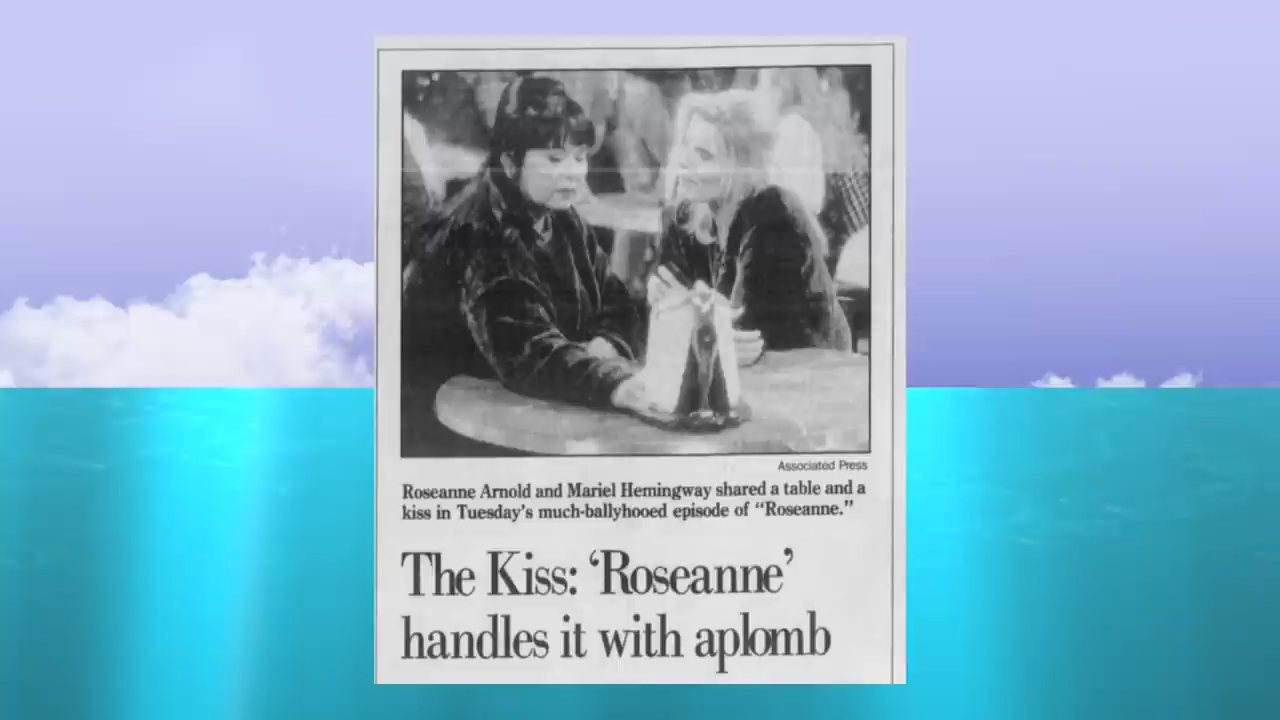 Associated Press
Roseanne Arnold and Mariel Hemingway shared a table and a
kiss in Tuesday's much-ballyhooed episode of "Roseanne."
The Kiss: 'Roseanne'
handles it with aplomb